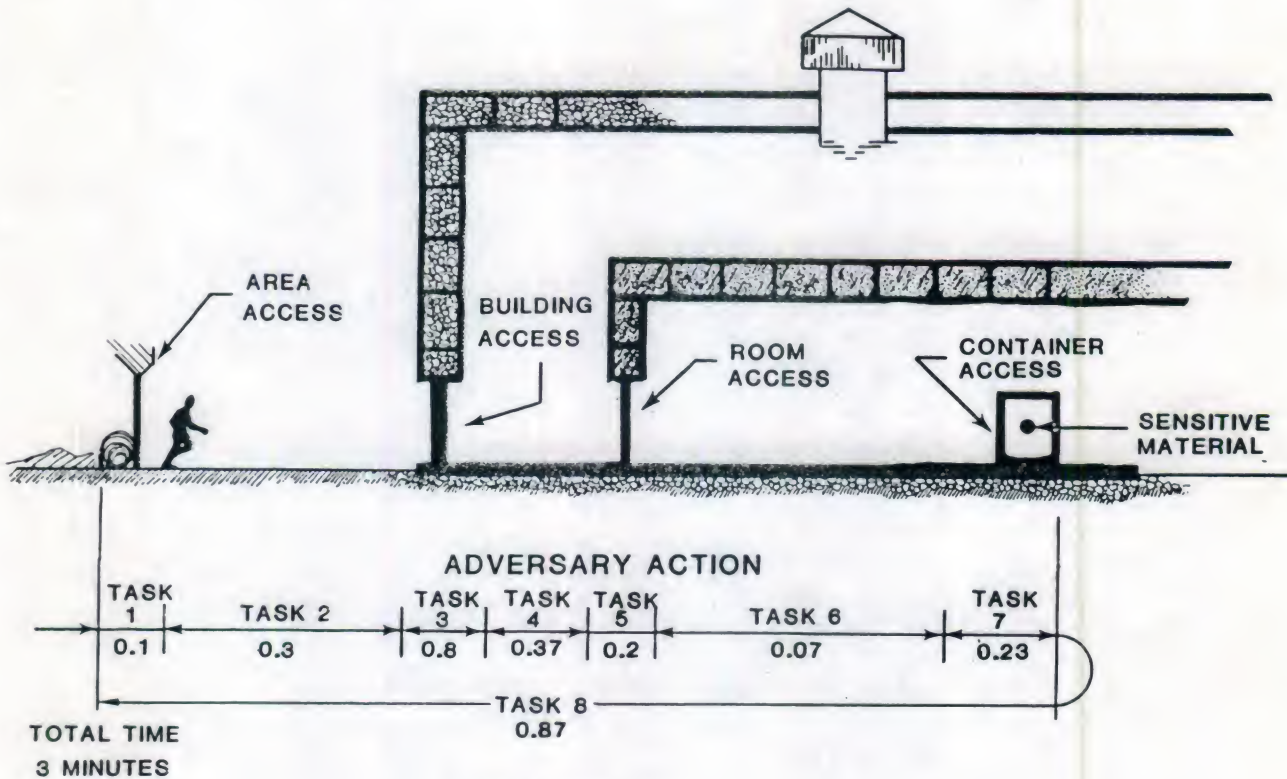 AREA
ACCESS
BUILDING
ACCESS
ROOM
ACCESS
CONTAINER
ACCESS
SENSITIVE
MATERIAL
ADVERSARY ACTION
TASK
1
0.1
TASK 2
0.3
TASK
3
0.8
TASK
4
0.37
TASK
5
0.2
TASK 6
0.07
TASK
7
0.23
TASK 8
0.87
TOTAL TIME
3 MINUTES